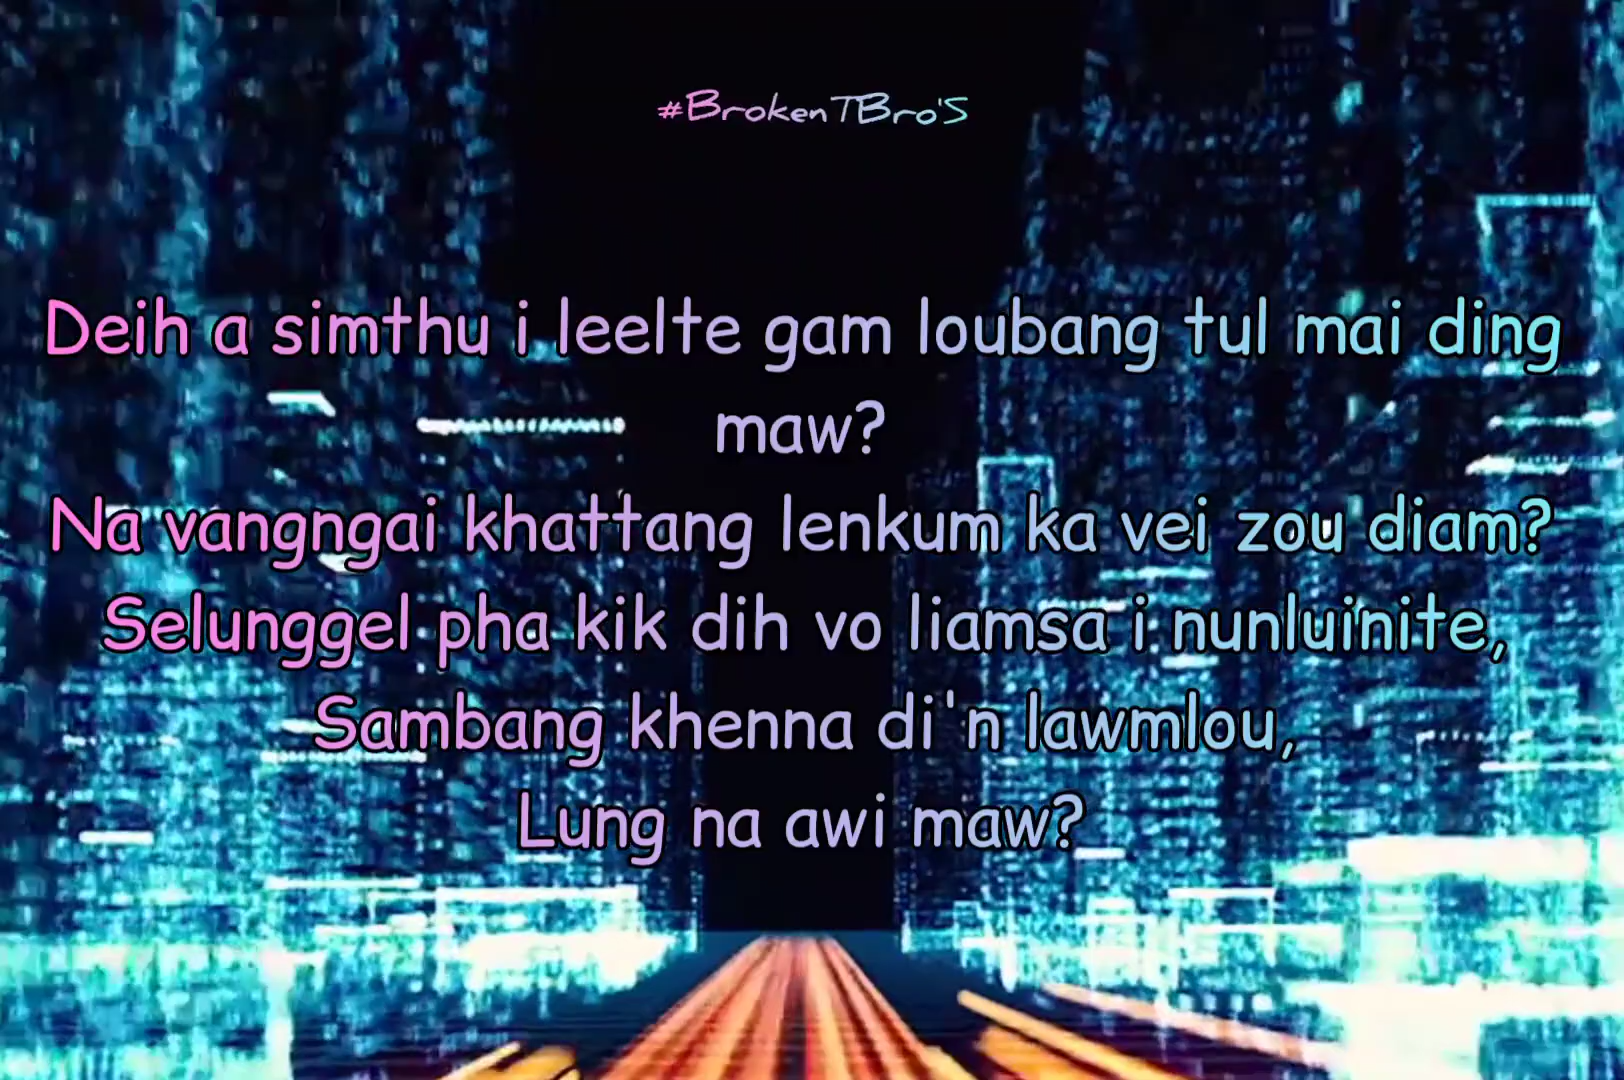 #BrokenTBro'S
Deih a simthu i leelte gam loubang tul mai ding
maw?
Na vangngai khattang lenkum ka vei zou diam?
Selunggel pha kik dih vo liamsa i nunluinite,
Sambang khenna di'n lawmlou,
Lung na awi maw?